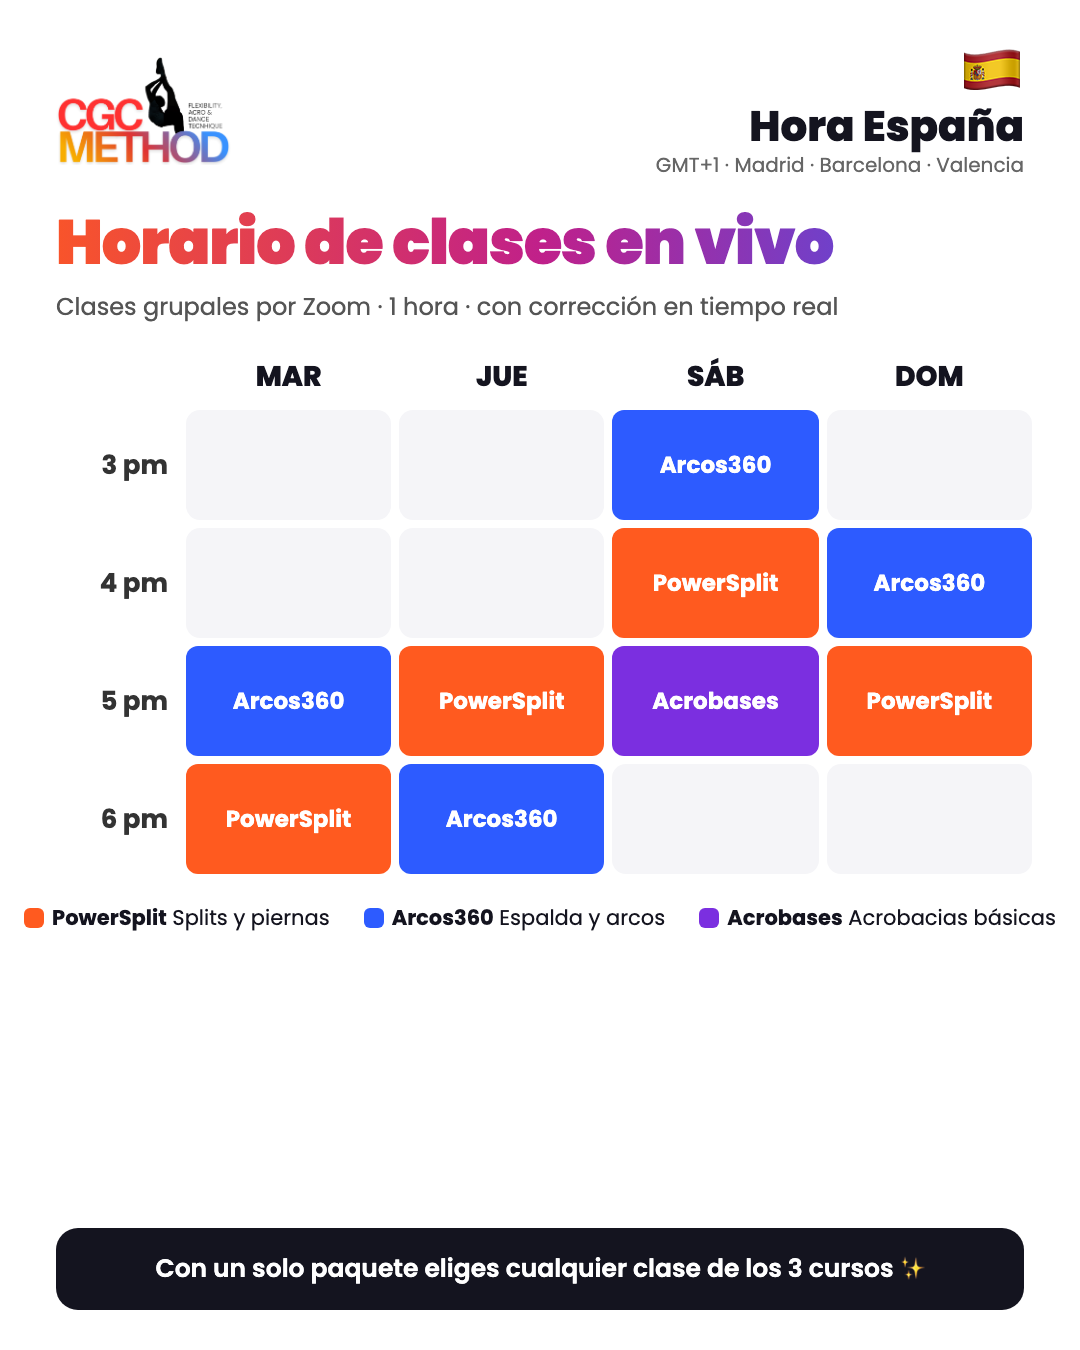 CGC
METHOD
FLEXIBILITY,
ACRO &
DANCE
TECNHIQUE
Hora España
GMT+1 · Madrid · Barcelona · Valencia
Horario de clases en vivo
Clases grupales por Zoom · 1 hora · con corrección en tiempo real
MAR JUE SÁB DOM
3 pm Arcos360
4 pm PowerSplit Arcos360
5 pm Arcos360 PowerSplit Acrobases PowerSplit
6 pm PowerSplit Arcos360
PowerSplit Splits y piernas Arcos360 Espalda y arcos Acrobases Acrobacias básicas
Con un solo paquete eliges cualquier clase de los 3 cursos ✨